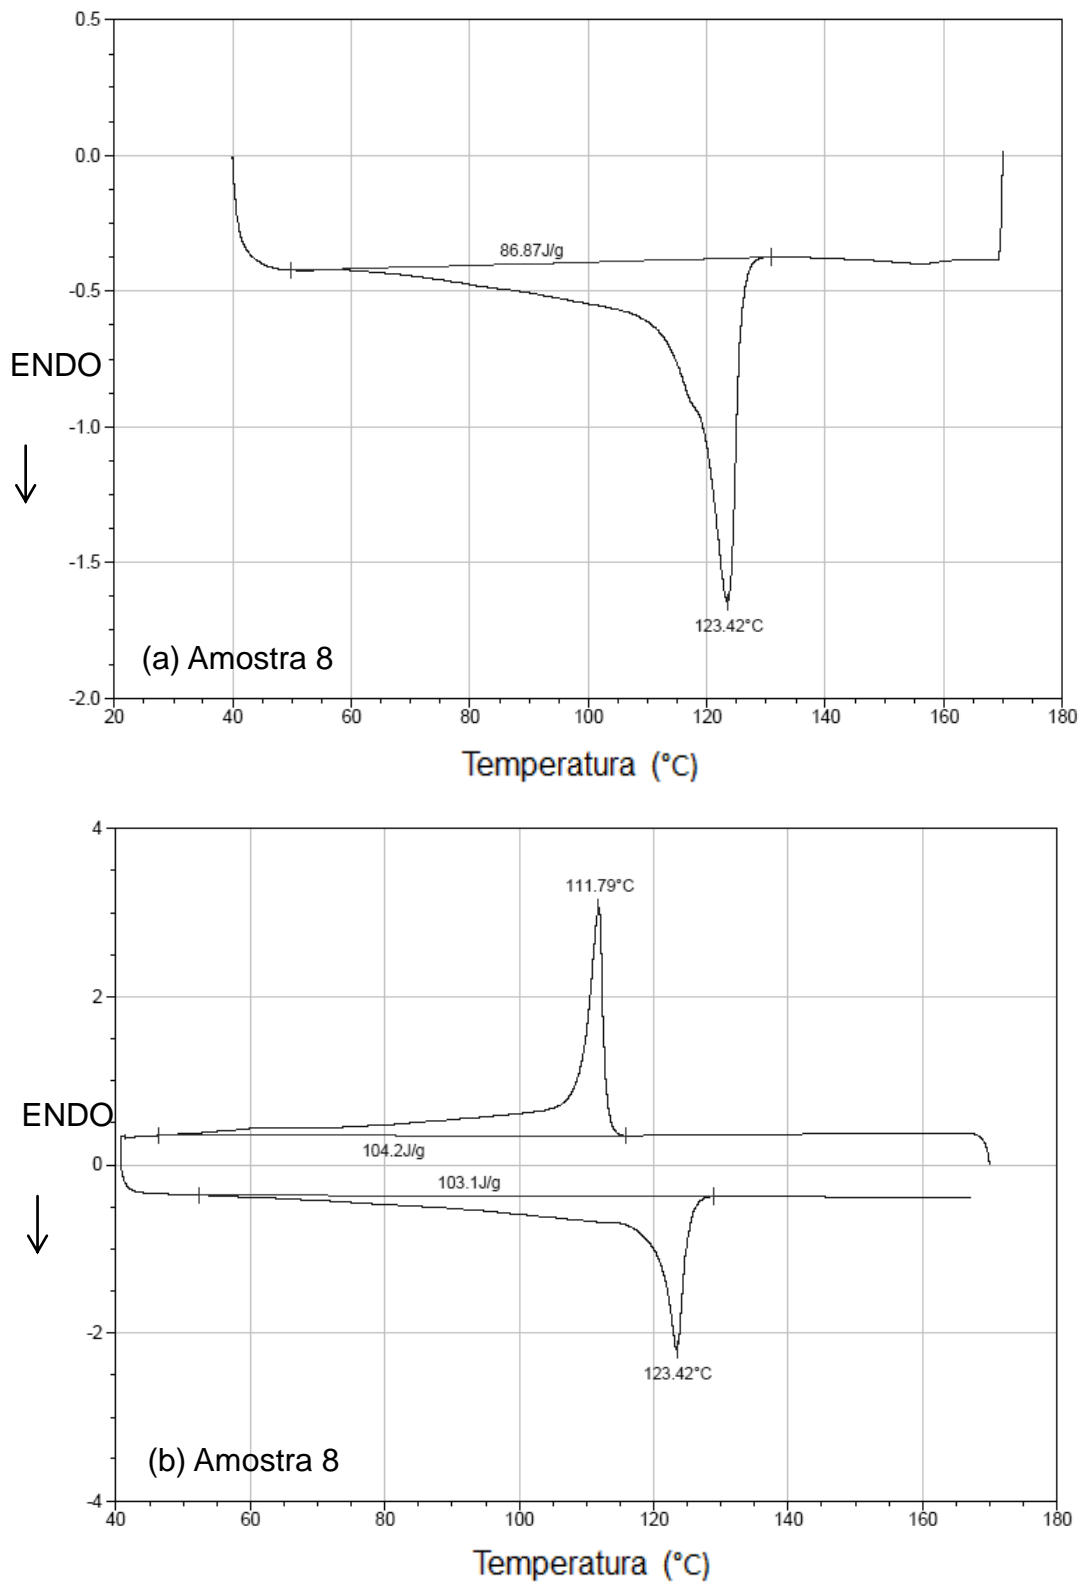 0.5
0.0
86.87J/g
-0.5
ENDO
-1.0
-1.5
123.42°C
(a) Amostra 8
-2.0
20 40 60 80 100 120 140 160 180
Temperatura (°C)
4
111.79°C
2
ENDO
104.2J/g
0
103.1J/g
-2
123.42°C
(b) Amostra 8
-4
40 60 80 100 120 140 160 180
Temperatura (°C)